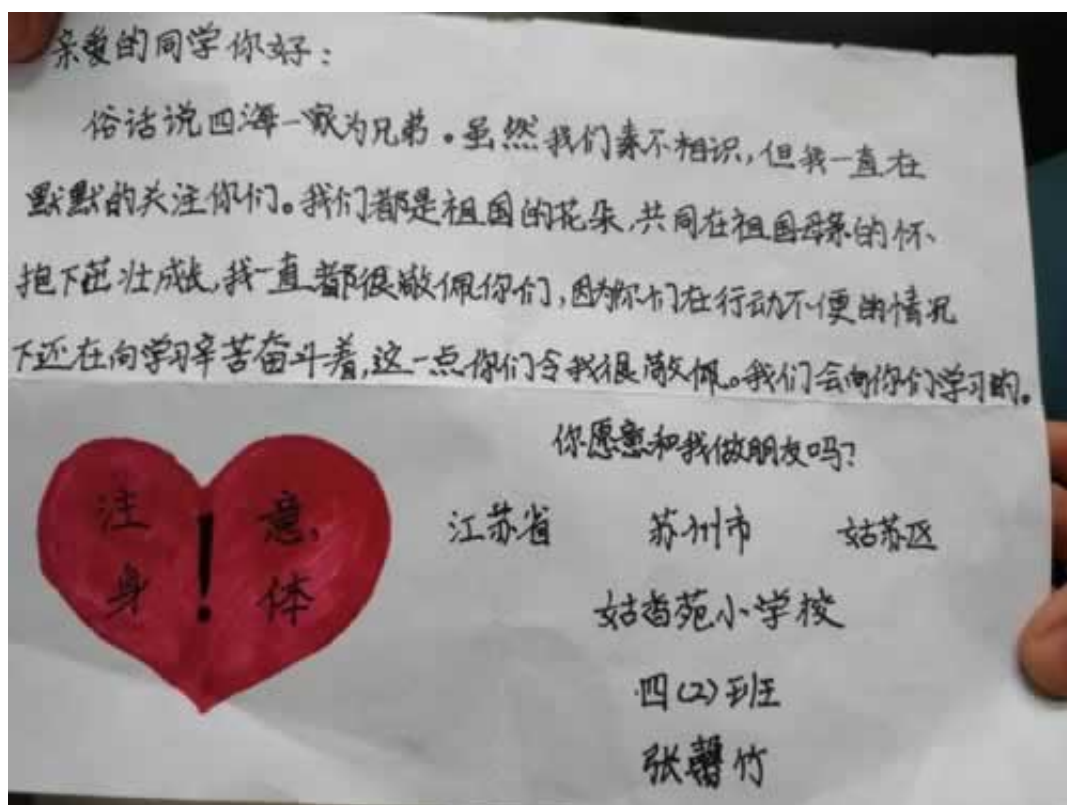 亲爱的同学你好：
俗话说四海一家为兄弟。虽然我们素不相识，但我一直在
默默的关注你们。我们都是祖国的花朵，共同在祖国母亲的怀
抱下茁壮成长，我一直都很敬佩你们，因为你们在行动不便的情况
下还在向学习辛苦奋斗着，这一点你们令我很敬佩。我们会向你们学习的。
你愿意和我做朋友吗？
注意，
身！体
江苏省 苏州市 姑苏区
姑香苑小学校
四(2)班
张馨竹